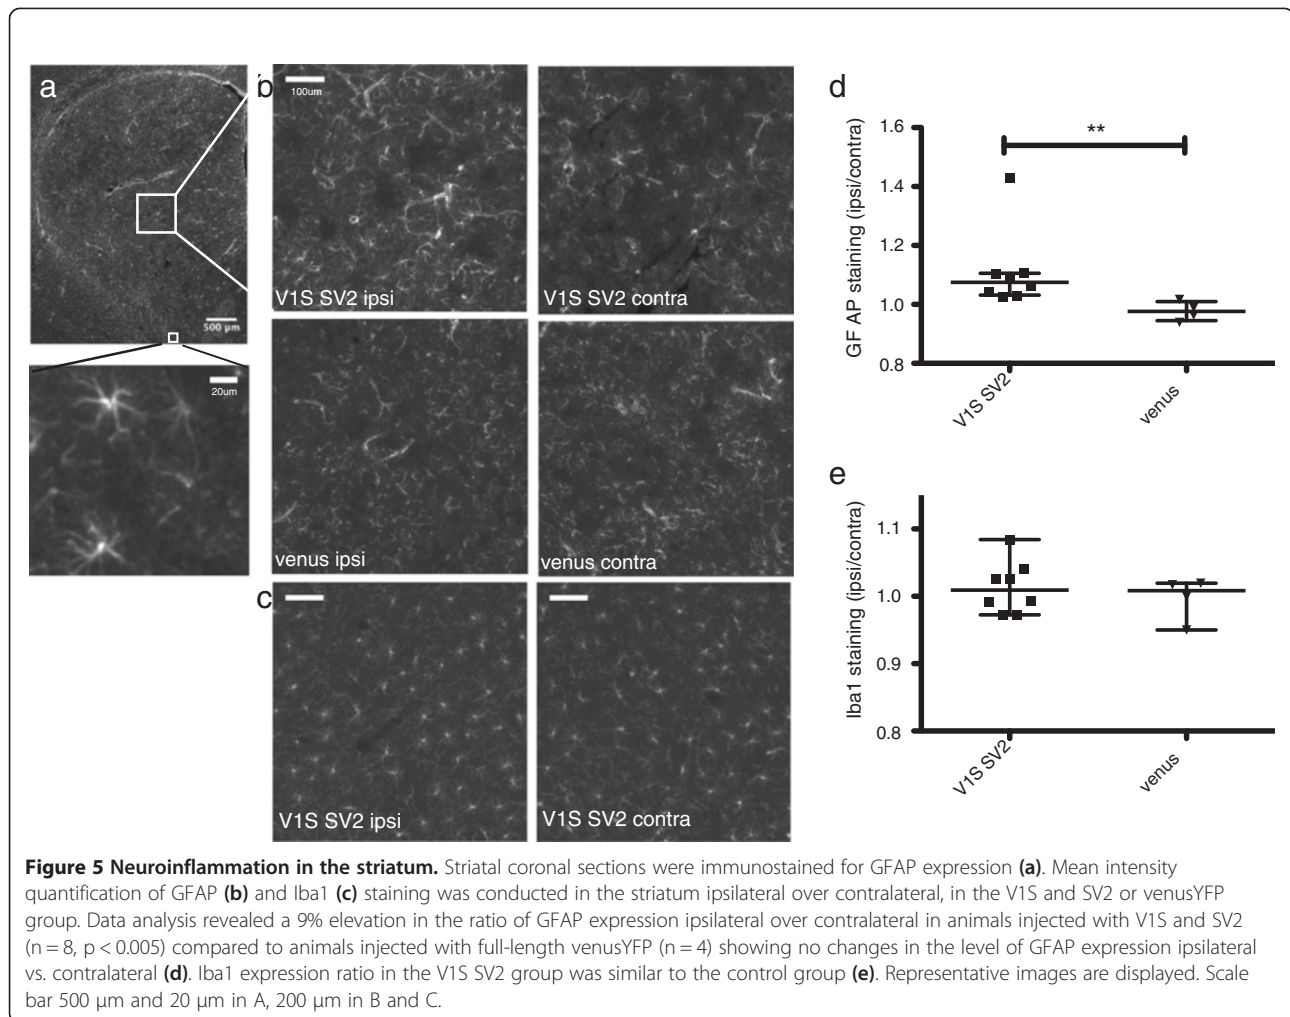 a
500 µm
20um
b
100um
V1S SV2 ipsi
V1S SV2 contra
venus ipsi
venus contra
c
V1S SV2 ipsi
V1S SV2 contra
d
GF AP staining (ipsi/contra)
1.6
1.4
1.2
1.0
0.8
**
V1S SV2
venus
e
Iba1 staining (ipsi/contra)
1.1
1.0
0.9
0.8
V1S SV2
venus
Figure 5 Neuroinflammation in the striatum. Striatal coronal sections were immunostained for GFAP expression (a). Mean intensity
quantification of GFAP (b) and Iba1 (c) staining was conducted in the striatum ipsilateral over contralateral, in the V1S and SV2 or venusYFP
group. Data analysis revealed a 9% elevation in the ratio of GFAP expression ipsilateral over contralateral in animals injected with V1S and SV2
(n = 8, p < 0.005) compared to animals injected with full-length venusYFP (n = 4) showing no changes in the level of GFAP expression ipsilateral
vs. contralateral (d). Iba1 expression ratio in the V1S SV2 group was similar to the control group (e). Representative images are displayed. Scale
bar 500 µm and 20 µm in A, 200 µm in B and C.